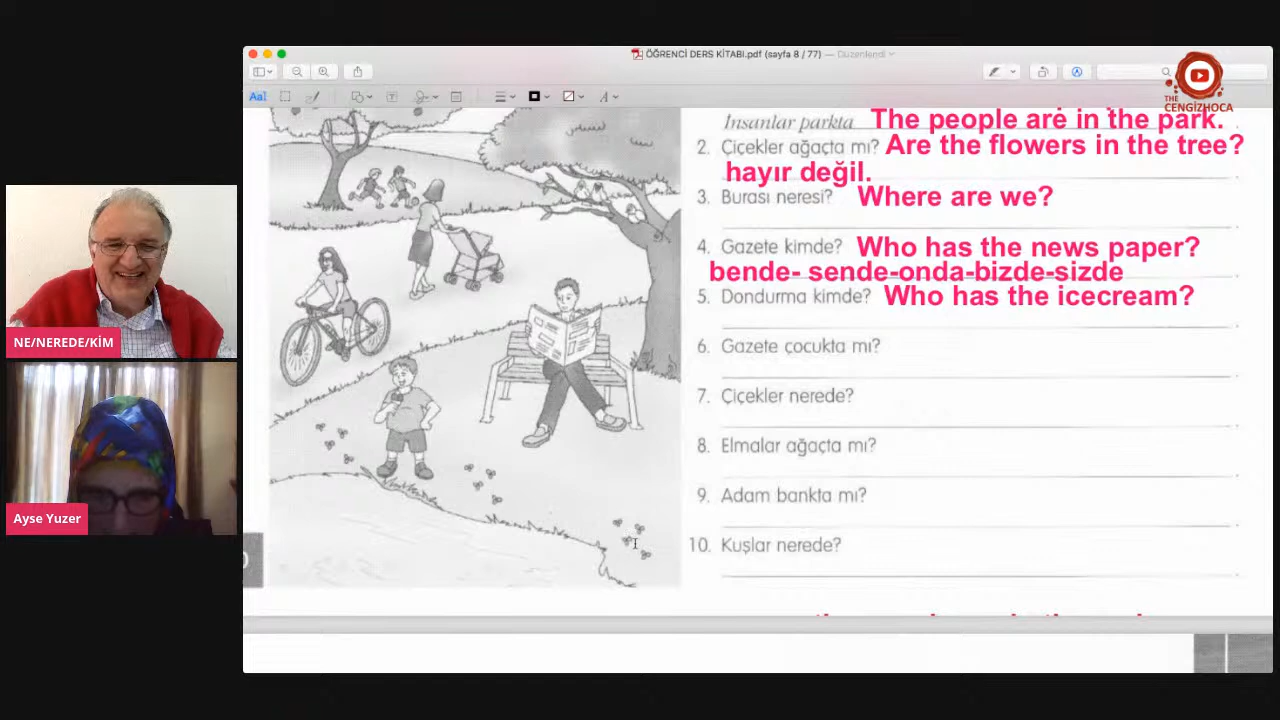 ÖĞRENCİ DERS KİTABI.pdf (sayfa 8 / 77) — Düzenlendi
THE
CENGİZHOCA
İnsanlar parkta The people are in the park.
2. Çiçekler ağaçta mı? Are the flowers in the tree?
hayır değil.
3. Burası neresi? Where are we?
4. Gazete kimde? Who has the news paper?
bende- sende-onda-bizde-sizde
5. Dondurma kimde? Who has the icecream?
6. Gazete çocukta mı?
7. Çiçekler nerede?
8. Elmalar ağaçta mı?
9. Adam bankta mı?
10. Kuşlar nerede?
NE/NEREDE/KİM
Ayse Yuzer